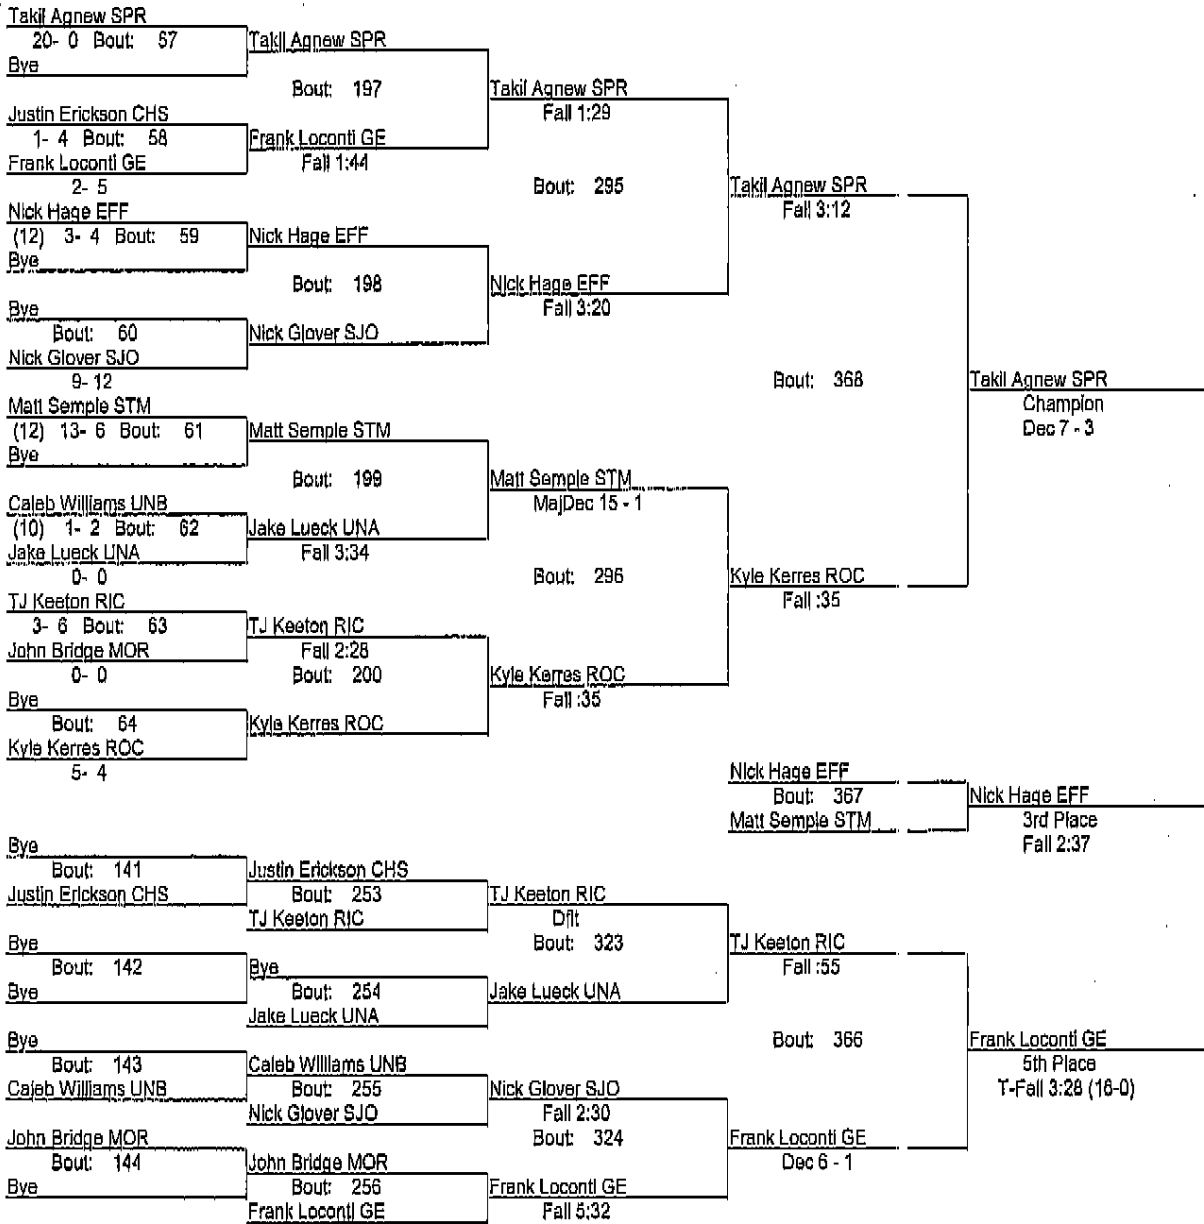 Takil Agnew SPR
20- 0 Bout: 57
Bye
Takil Agnew SPR
Bout: 197
Justin Erickson CHS
1- 4 Bout: 58
Frank Loconti GE
2- 5
Frank Loconti GE
Fall 1:44
Takil Agnew SPR
Fall 1:29
Bout: 295
Nick Hage EFF
(12) 3- 4 Bout: 59
Bye
Nick Hage EFF
Bout: 198
Bye
Bout: 60
Nick Glover SJO
9- 12
Nick Glover SJO
Nick Hage EFF
Fall 3:20
Takil Agnew SPR
Fall 3:12
Bout: 368
Matt Semple STM
(12) 13- 6 Bout: 61
Bye
Matt Semple STM
Bout: 199
Caleb Williams UNB
(10) 1- 2 Bout: 62
Jake Lueck UNA
0- 0
Jake Lueck UNA
Fall 3:34
Matt Semple STM
MajDec 15 - 1
Bout: 296
TJ Keeton RIC
3- 6 Bout: 63
John Bridge MOR
0- 0
TJ Keeton RIC
Fall 2:28
Bout: 200
Bye
Bout: 64
Kyle Kerres ROC
5- 4
Kyle Kerres ROC
Kyle Kerres ROC
Fall :35
Kyle Kerres ROC
Fall :35
Takil Agnew SPR
Champion
Dec 7 - 3
Nick Hage EFF
Bout: 367
Matt Semple STM
Nick Hage EFF
3rd Place
Fall 2:37
Bye
Bout: 141
Justin Erickson CHS
Justin Erickson CHS
Bout: 253
TJ Keeton RIC
TJ Keeton RIC
Dflt
Bout: 323
Bye
Bout: 142
Bye
Bye
Bout: 254
Jake Lueck UNA
Jake Lueck UNA
TJ Keeton RIC
Fall :55
Bout: 366
Bye
Bout: 143
Caleb Williams UNB
Caleb Williams UNB
Bout: 255
Nick Glover SJO
Nick Glover SJO
Fall 2:30
Bout: 324
John Bridge MOR
Bout: 144
Bye
John Bridge MOR
Bout: 256
Frank Loconti GE
Frank Loconti GE
Fall 5:32
Frank Loconti GE
Dec 6 - 1
Frank Loconti GE
5th Place
T-Fall 3:28 (16-0)